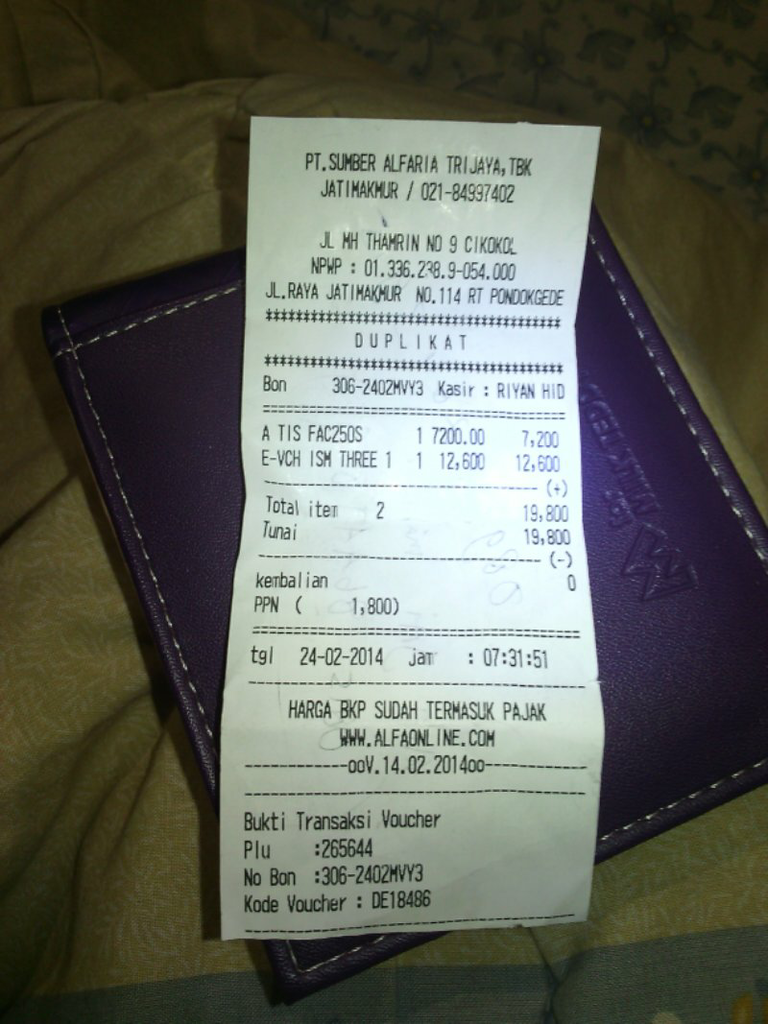 PT.SUMBER ALFARIA TRIJAYA,TBK
JATIMAKMUR / 021-84997402
JL MH THAMRIN NO 9 CIKOKOL
NPWP : 01.336.238.9-054.000
JL.RAYA JATIMAKMUR NO.114 RT PONDOKGEDE
***************************************
D U P L I K A T
***************************************
Bon 306-2402MVY3 Kasir : RIYAN HID
=======================================
A TIS FAC250S 1 7200.00 7,200
E-VCH ISM THREE 1 1 12,600 12,600
----------------------------------- (+)
Total item 2 19,800
Tunai 19,800
----------------------------------- (-)
kembalian 0
PPN ( 1,800)
=======================================
tgl 24-02-2014 jam : 07:31:51
---------------------------------------
HARGA BKP SUDAH TERMASUK PAJAK
WWW.ALFAONLINE.COM
------------ooV.14.02.2014oo------------
---------------------------------------
Bukti Transaksi Voucher
Plu :265644
No Bon :306-2402MVY3
Kode Voucher : DE18486
---------------------------------------